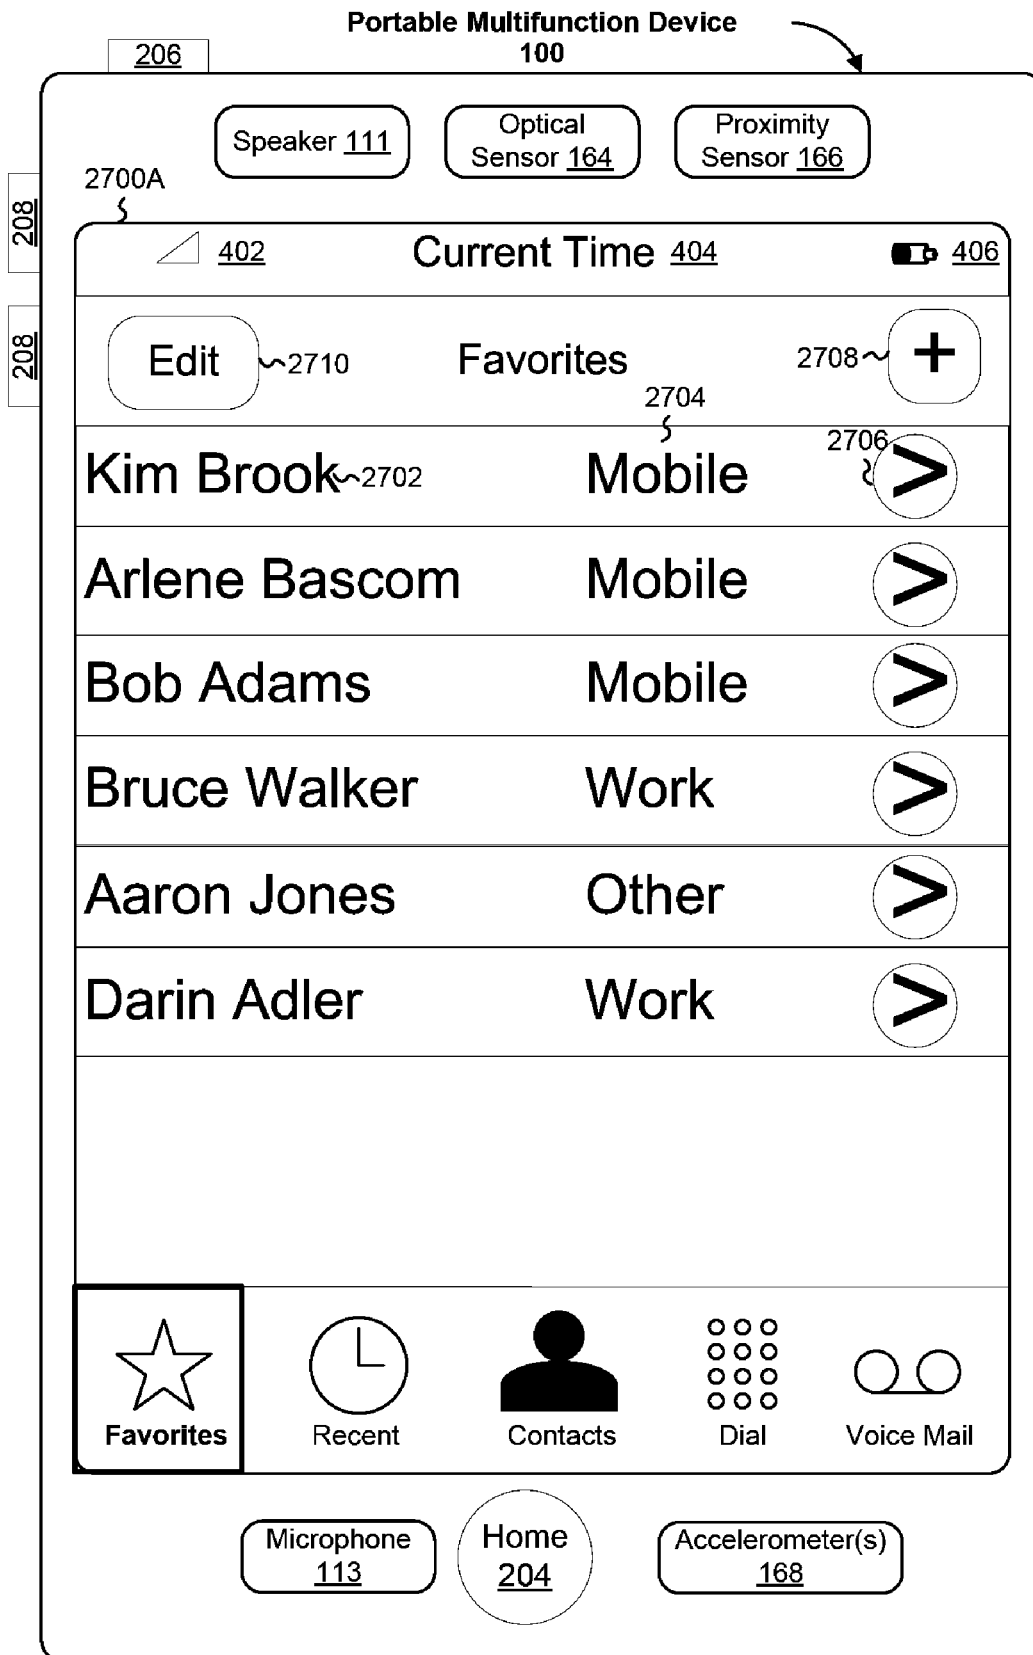 Portable Multifunction Device
100
206
Speaker 111
Optical
Sensor 164
Proximity
Sensor 166
2700A
208
402
Current Time 404
406
208
Edit
2710
Favorites
2708
+
2704
2706
Kim Brook
2702
Mobile
>
Arlene Bascom
Mobile
>
Bob Adams
Mobile
>
Bruce Walker
Work
>
Aaron Jones
Other
>
Darin Adler
Work
>
Favorites
Recent
Contacts
Dial
Voice Mail
Microphone
113
Home
204
Accelerometer(s)
168